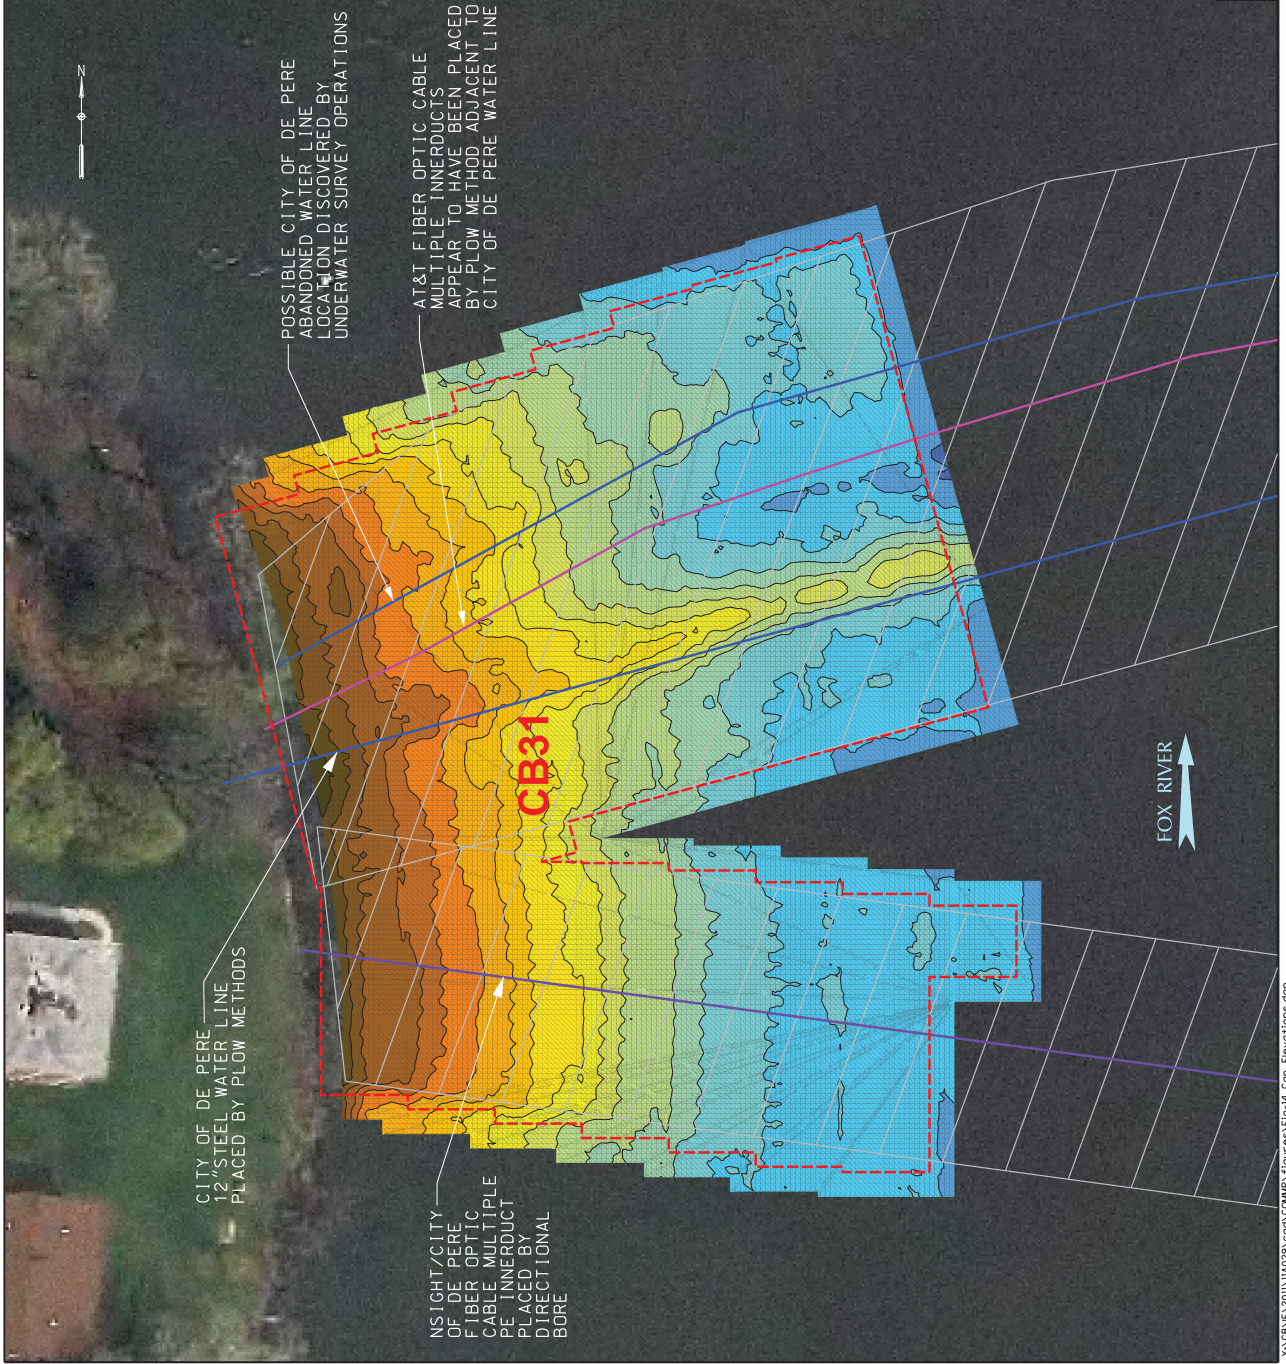 N
POSSIBLE CITY OF DE PERE
ABANDONED WATER LINE
LOCATION DISCOVERED BY
UNDERWATER SURVEY OPERATIONS
AT&T FIBER OPTIC CABLE
MULTIPLE INNERDUCTS
APPEAR TO HAVE BEEN PLACED
BY PLOW METHOD ADJACENT TO
CITY OF DE PERE WATER LINE
CB31
FOX RIVER
CITY OF DE PERE
12" STEEL WATER LINE
PLACED BY PLOW METHODS
NSIGHT/CITY
OF DE PERE
FIBER OPTIC
CABLE MULTIPLE
PE INNERDUCT
PLACED BY
DIRECTIONAL
BORE